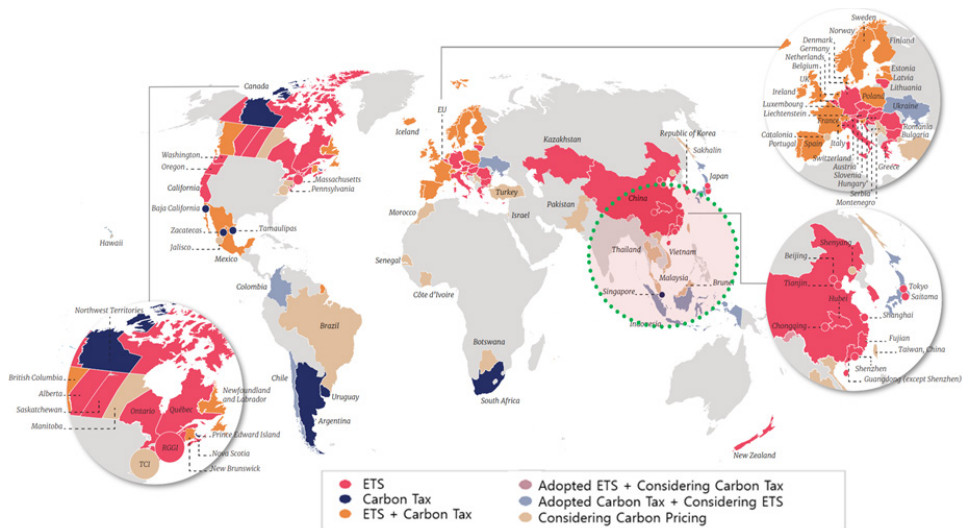 Canada
Washington
Oregon
California
Massachusetts
Pennsylvania
Baja California
Zacatecas
Tamaulipas
Jalisco
Mexico
Hawaii
Colombia
Brazil
Chile
Uruguay
Argentina
Iceland
EU
Kazakhstan
Republic of Korea
Sakhalin
Japan
China
Turkey
Israel
Pakistan
Morocco
Senegal
Côte d'Ivoire
Botswana
South Africa
Thailand
Vietnam
Malaysia
Brunei
Singapore
Indonesia
New Zealand
Northwest Territories
British Columbia
Alberta
Saskatchewan
Manitoba
Ontario
Québec
Newfoundland
and Labrador
Prince Edward Island
Nova Scotia
New Brunswick
RGGI
TCI
Sweden
Norway
Finland
Denmark
Germany
Netherlands
Belgium
UK
Ireland
Luxembourg
Liechtenstein
France
Catalonia
Portugal
Spain
Estonia
Latvia
Lithuania
Poland
Ukraine
Romania
Bulgaria
Italy
Greece
Switzerland
Austria
Slovenia
Hungary
Serbia
Montenegro
Shenyang
Beijing
Tianjin
Hubei
Chongqing
Tokyo
Saitama
Shanghai
Fujian
Taiwan, China
Shenzhen
Guangdong (except Shenzhen)
ETS
Carbon Tax
ETS + Carbon Tax
Adopted ETS + Considering Carbon Tax
Adopted Carbon Tax + Considering ETS
Considering Carbon Pricing